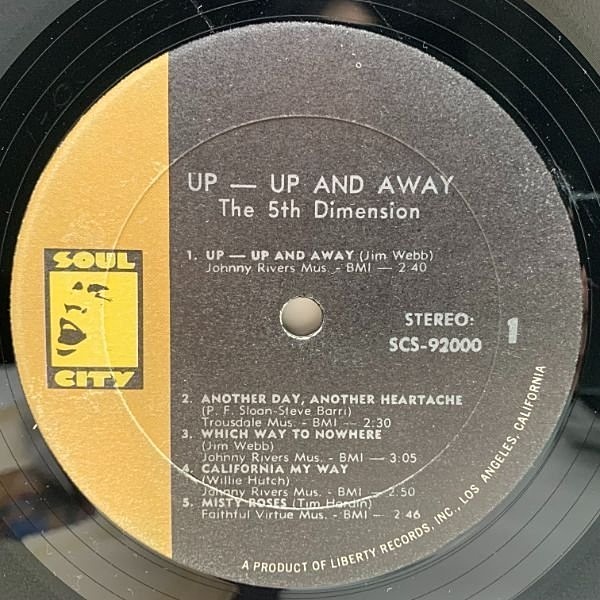 UP — UP AND AWAY
The 5th Dimension
1. UP — UP AND AWAY (Jim Webb)
Johnny Rivers Mus. - BMI — 2:40
SOUL
CITY
STEREO:
SCS-92000
1
2. ANOTHER DAY, ANOTHER HEARTACHE
(P. F. Sloan-Steve Barri)
Trousdale Mus. - BMI — 2:30
3. WHICH WAY TO NOWHERE
(Jim Webb)
Johnny Rivers Mus. - BMI — 3:05
4. CALIFORNIA MY WAY
(Willie Hutch)
Johnny Rivers Mus. - BMI — 2:50
5. MISTY ROSES (Tim Hardin)
Faithful Virtue Mus. - BMI — 2:46
A PRODUCT OF LIBERTY RECORDS, INC., LOS ANGELES, CALIFORNIA